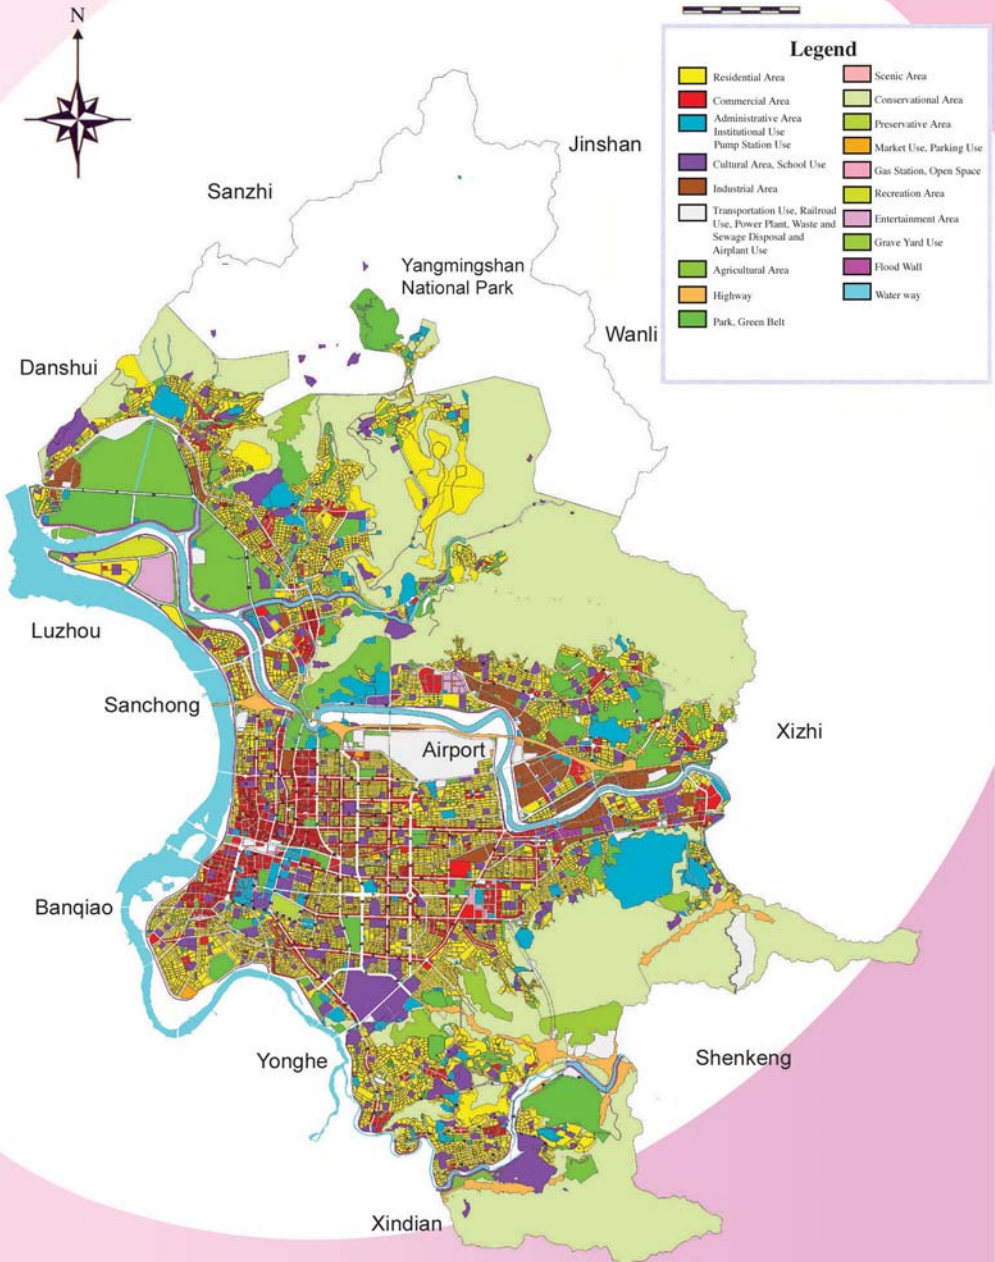 N
Legend
Residential Area
Commercial Area
Administrative Area
Institutional Use
Pump Station Use
Cultural Area, School Use
Industrial Area
Transportation Use, Railroad
Use, Power Plant, Waste and
Sewage Disposal and
Airplant Use
Agricultural Area
Highway
Park, Green Belt
Scenic Area
Conservational Area
Preservative Area
Market Use, Parking Use
Gas Station, Open Space
Recreation Area
Entertainment Area
Grave Yard Use
Flood Wall
Water way
Jinshan
Sanzhi
Yangmingshan
National Park
Wanli
Danshui
Luzhou
Sanchong
Airport
Xizhi
Banqiao
Yonghe
Shenkeng
Xindian